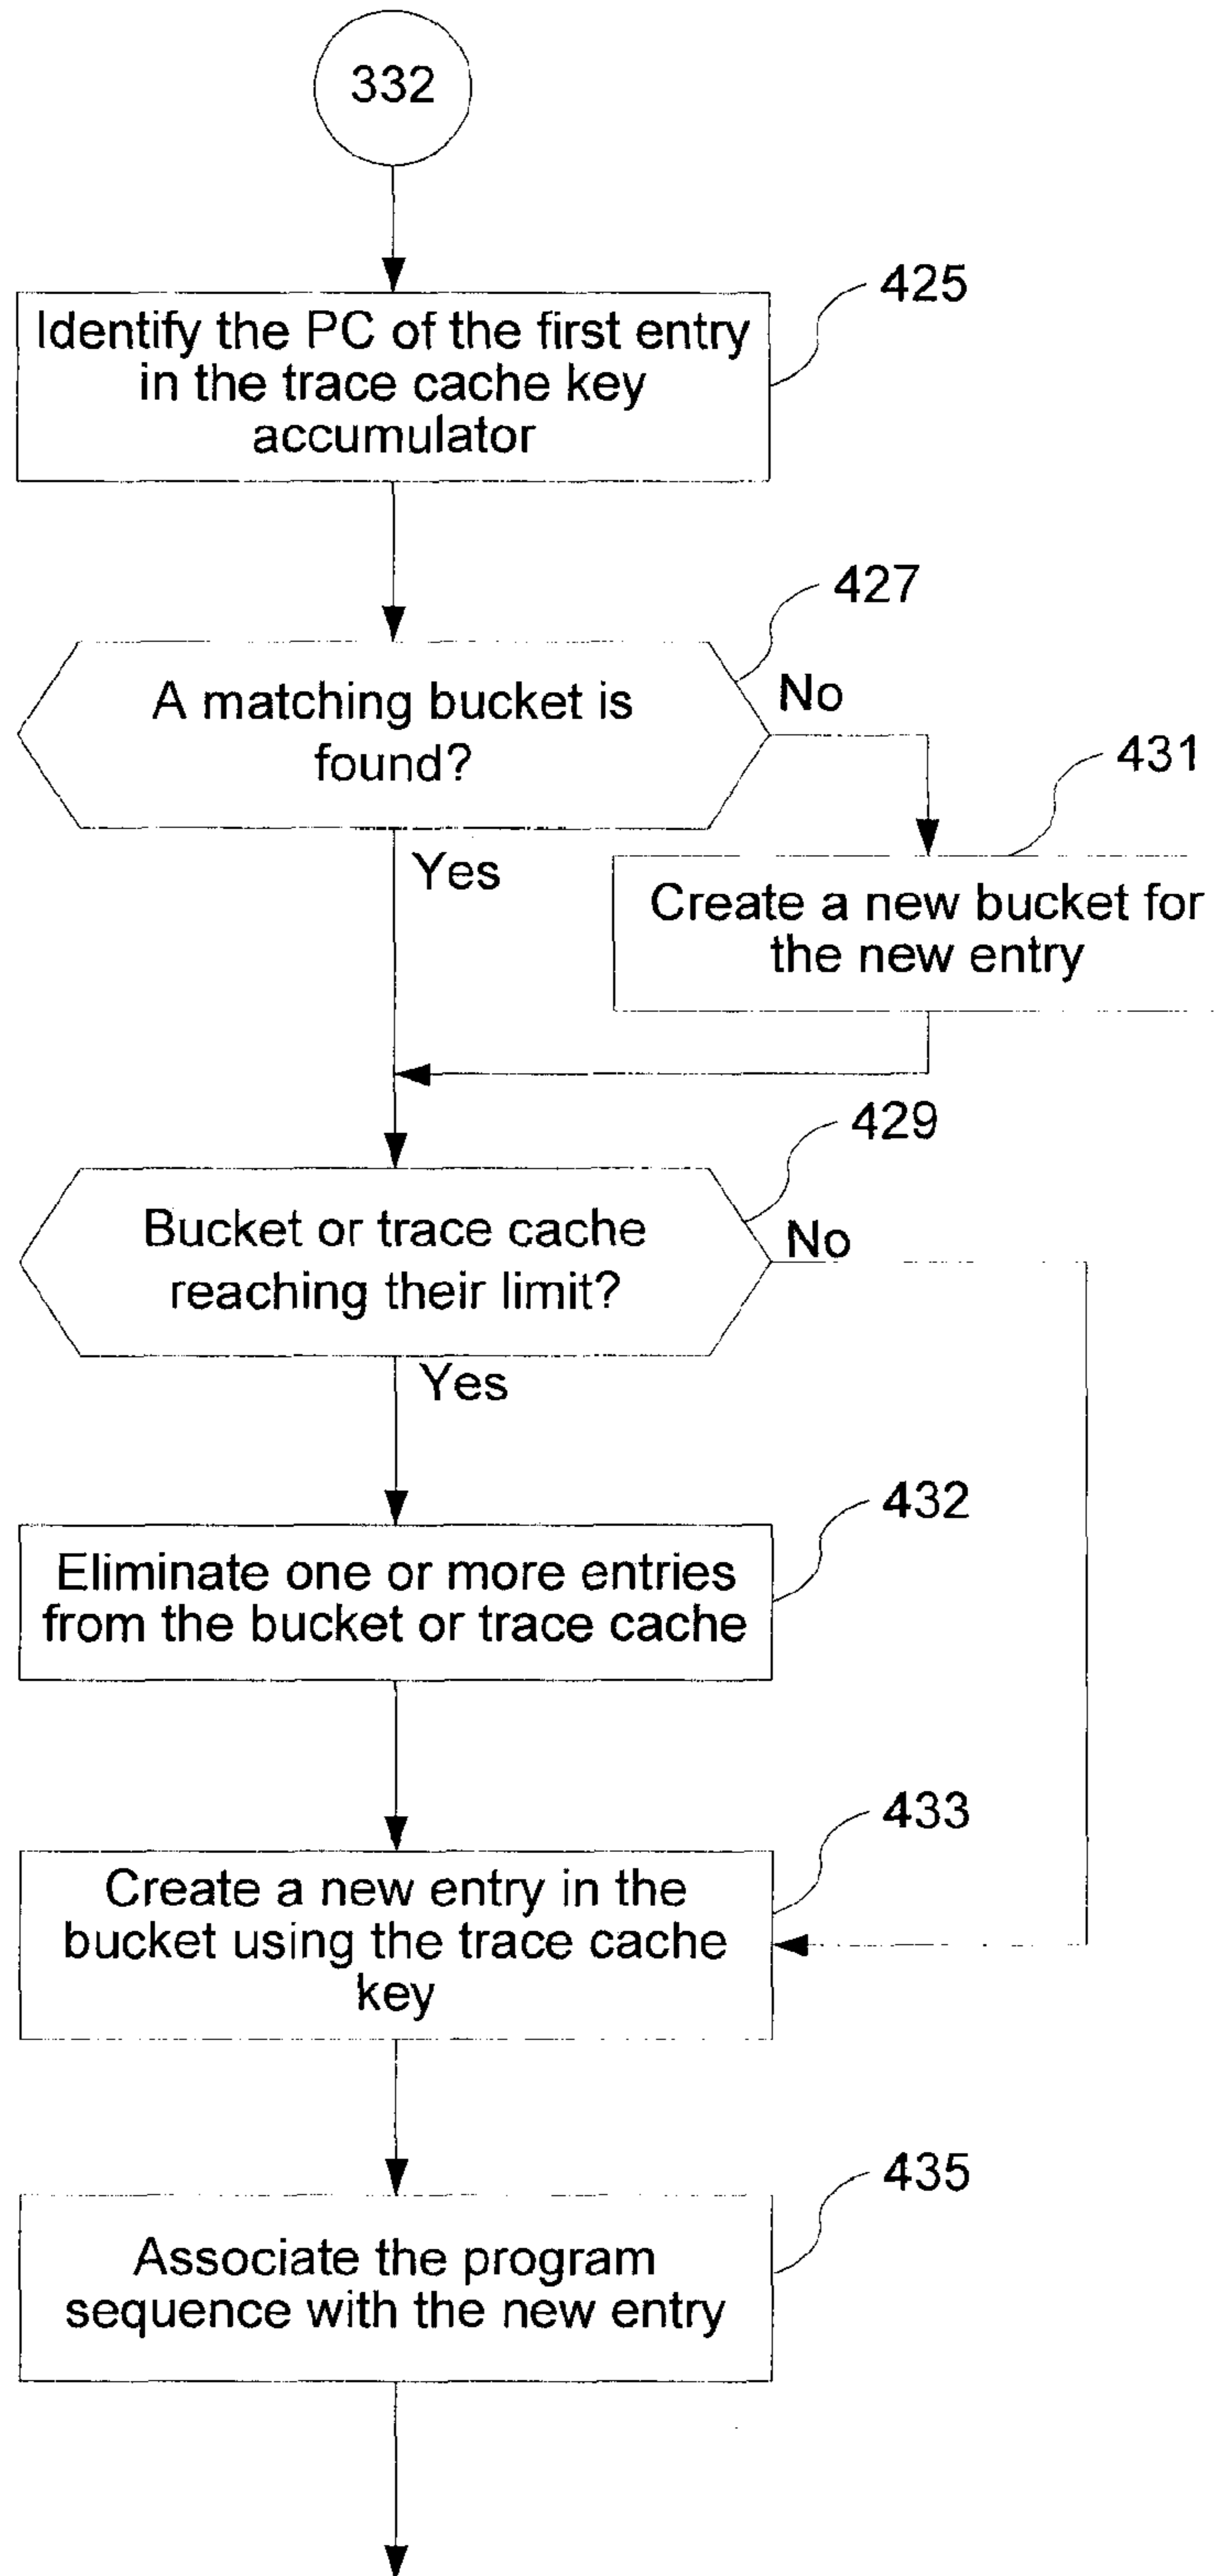 332
425
Identify the PC of the first entry
in the trace cache key
accumulator
427
A matching bucket is
found?
No
431
Yes
Create a new bucket for
the new entry
429
Bucket or trace cache
reaching their limit?
No
Yes
432
Eliminate one or more entries
from the bucket or trace cache
433
Create a new entry in the
bucket using the trace cache
key
435
Associate the program
sequence with the new entry